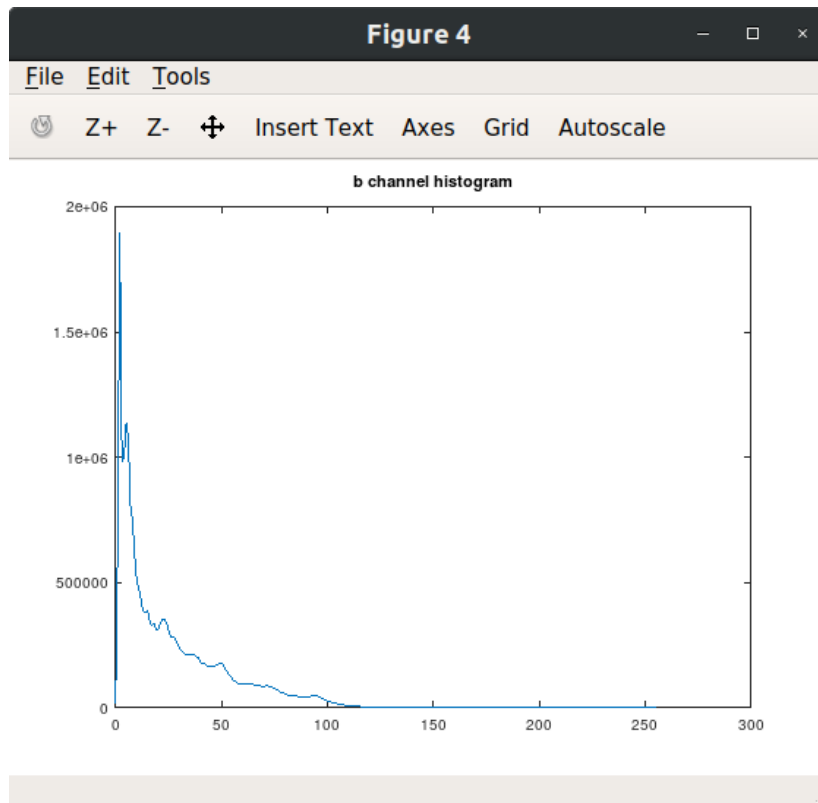 Figure 4
File Edit Tools
Z+ Z- Insert Text Axes Grid Autoscale
b channel histogram
2e+06
1.5e+06
1e+06
500000
0
0 50 100 150 200 250 300